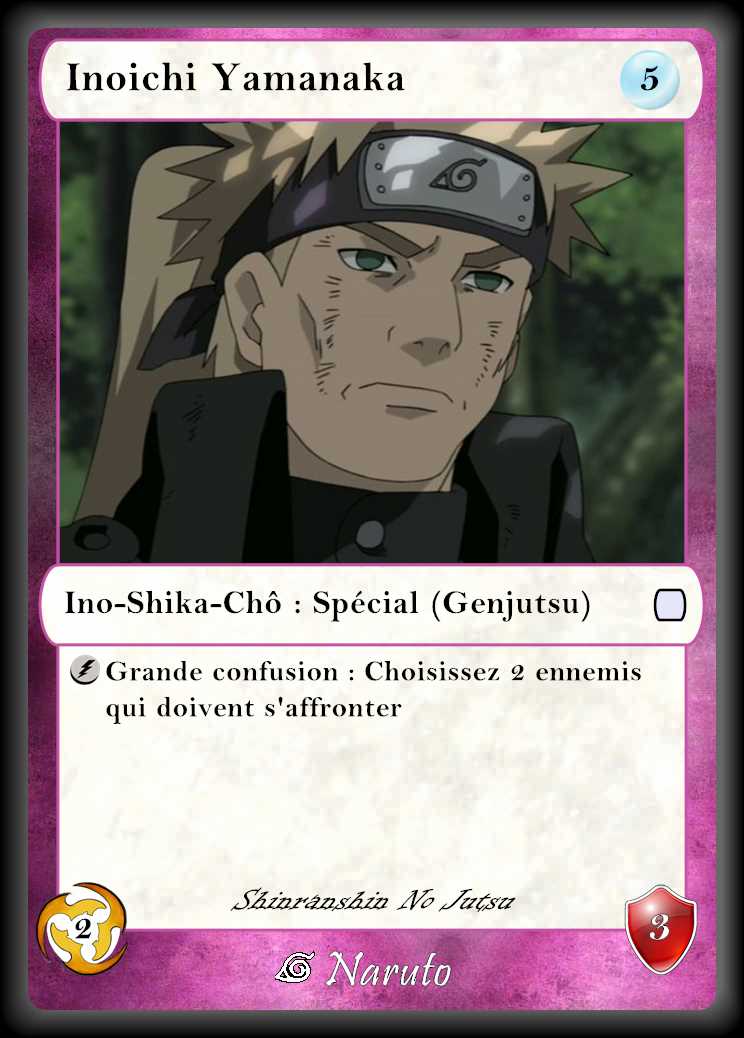 Inoichi Yamanaka
5
Ino-Shika-Chô : Spécial (Genjutsu)
Grande confusion : Choisissez 2 ennemis
qui doivent s'affronter
Shinranshin No Jutsu
2
3
Naruto